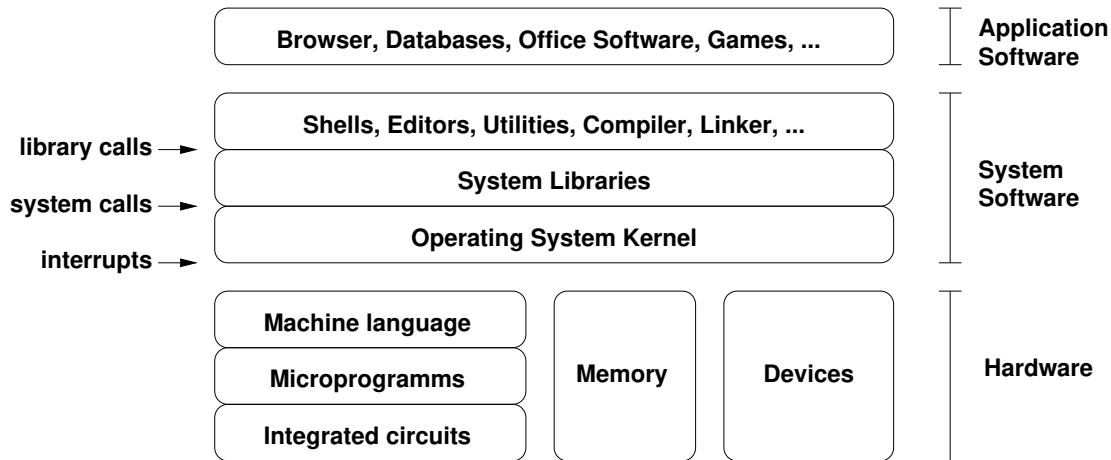 Browser, Databases, Office Software, Games, ...
Application
Software
Shells, Editors, Utilities, Compiler, Linker, ...
library calls
System Libraries
System
Software
system calls
Operating System Kernel
interrupts
Machine language
Microprogramms
Memory
Devices
Hardware
Integrated circuits